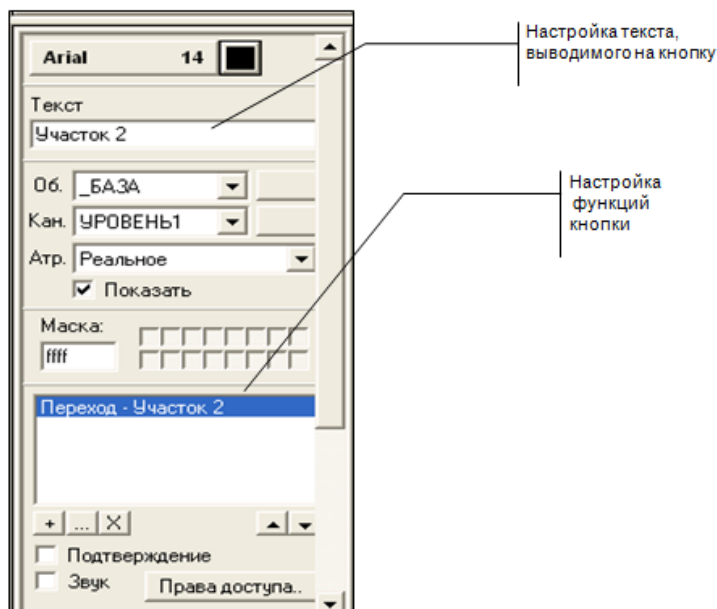 Arial 14
Текст
Участок 2
Об. _БАЗА
Кан. УРОВЕНЬ1
Атр. Реальное
Показать
Маска:
ffff
Переход - Участок 2
+ ... X
Подтверждение
Звук Права доступа..
Настройка текста,
выводимого на кнопку
Настройка
функций
кнопки